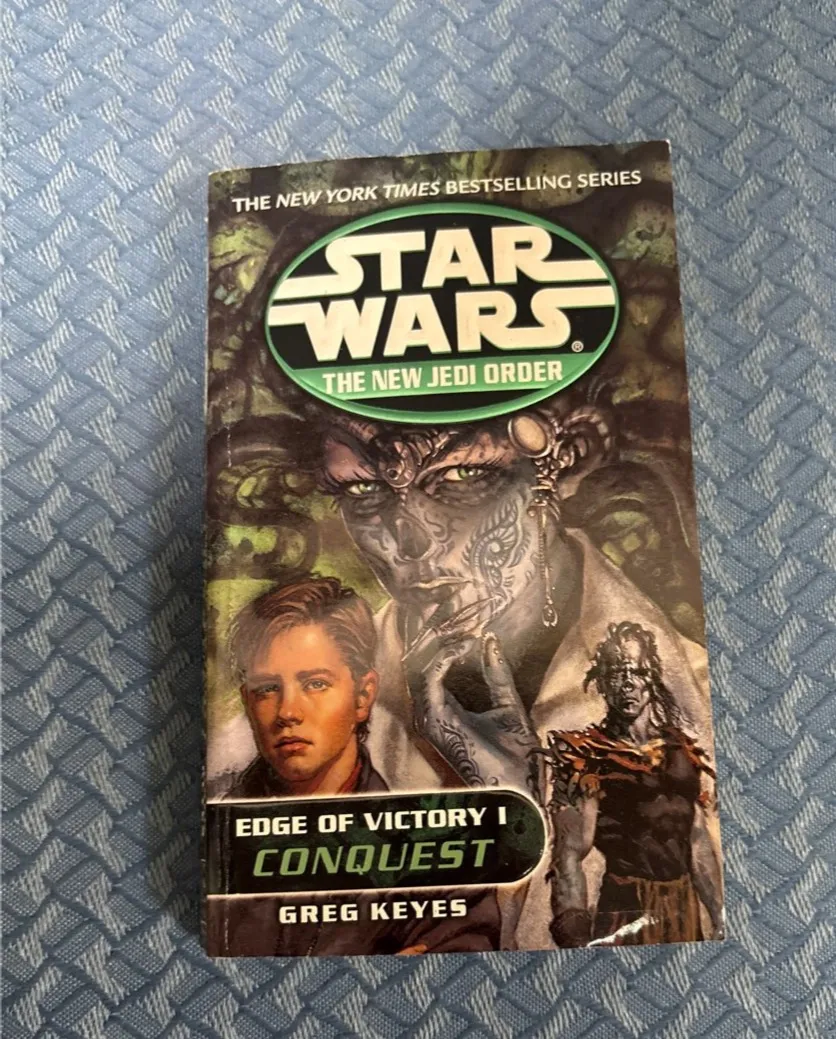 THE NEW YORK TIMES BESTSELLING SERIES
STAR
WARS®
THE NEW JEDI ORDER
EDGE OF VICTORY I
CONQUEST
GREG KEYES